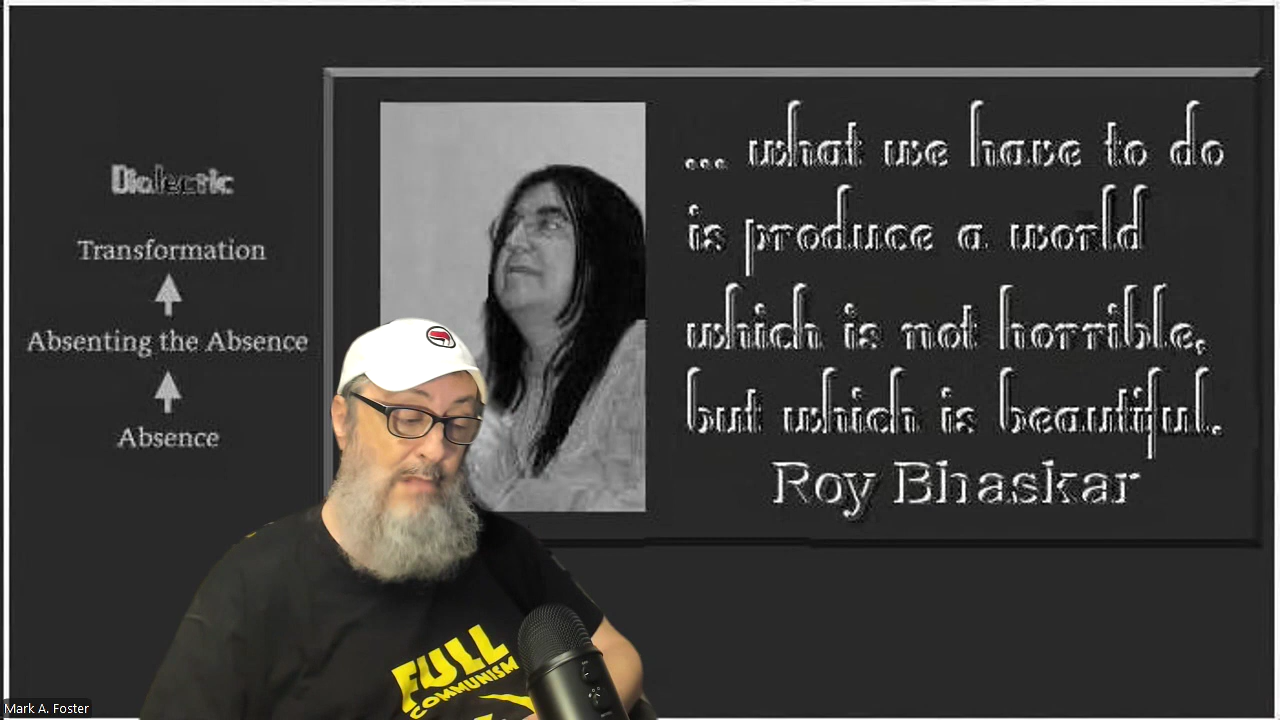 Dialectic
Transformation
Absenting the Absence
Absence
... what we have to do
is produce a world
which is not horrible,
but which is beautiful.
Roy Bhaskar
FULL
COMMUNISM
Mark A. Foster